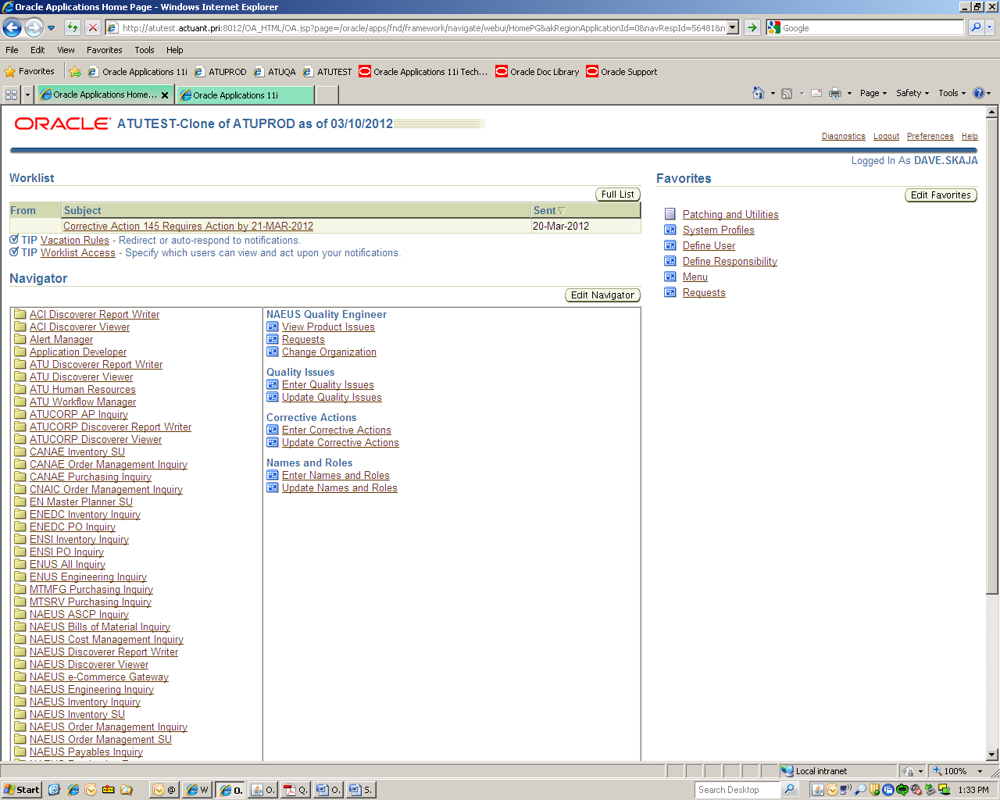 Oracle Applications Home Page - Windows Internet Explorer
http://atutest.actuant.pri:8012/OA_HTML/OA.jsp?page=/oracle/apps/fnd/framework/navigate/webui/HomePG&akRegionApplicationId=0&navRespId=56481&n
Google
File Edit View Favorites Tools Help
Favorites Oracle Applications 11i ATUPROD ATUQA ATUTEST Oracle Applications 11i Tech... Oracle Doc Library Oracle Support
Oracle Applications Home... Oracle Applications 11i Page Safety Tools
ORACLE ATUTEST-Clone of ATUPROD as of 03/10/2012
Diagnostics Logout Preferences Help
Logged In As DAVE.SKAJA
Worklist
Full List
From Subject Sent
Corrective Action 145 Requires Action by 21-MAR-2012 20-Mar-2012
TIP Vacation Rules - Redirect or auto-respond to notifications.
TIP Worklist Access - Specify which users can view and act upon your notifications.
Navigator
Edit Navigator
ACI Discoverer Report Writer
ACI Discoverer Viewer
Alert Manager
Application Developer
ATU Discoverer Report Writer
ATU Discoverer Viewer
ATU Human Resources
ATU Workflow Manager
ATUCORP AP Inquiry
ATUCORP Discoverer Report Writer
ATUCORP Discoverer Viewer
CANAE Inventory SU
CANAE Order Management Inquiry
CANAE Purchasing Inquiry
CNAIC Order Management Inquiry
EN Master Planner SU
ENEDC Inventory Inquiry
ENEDC PO Inquiry
ENSI Inventory Inquiry
ENSI PO Inquiry
ENUS All Inquiry
ENUS Engineering Inquiry
MTMFG Purchasing Inquiry
MTSRV Purchasing Inquiry
NAEUS ASCP Inquiry
NAEUS Bills of Material Inquiry
NAEUS Cost Management Inquiry
NAEUS Discoverer Report Writer
NAEUS Discoverer Viewer
NAEUS e-Commerce Gateway
NAEUS Engineering Inquiry
NAEUS Inventory Inquiry
NAEUS Inventory SU
NAEUS Order Management Inquiry
NAEUS Order Management SU
NAEUS Payables Inquiry
NAEUS Quality Engineer
View Product Issues
Requests
Change Organization
Quality Issues
Enter Quality Issues
Update Quality Issues
Corrective Actions
Enter Corrective Actions
Update Corrective Actions
Names and Roles
Enter Names and Roles
Update Names and Roles
Favorites
Edit Favorites
Patching and Utilities
System Profiles
Define User
Define Responsibility
Menu
Requests
Local intranet 100%
Start @ W O. O. Q. O. S. Search Desktop 1:33 PM